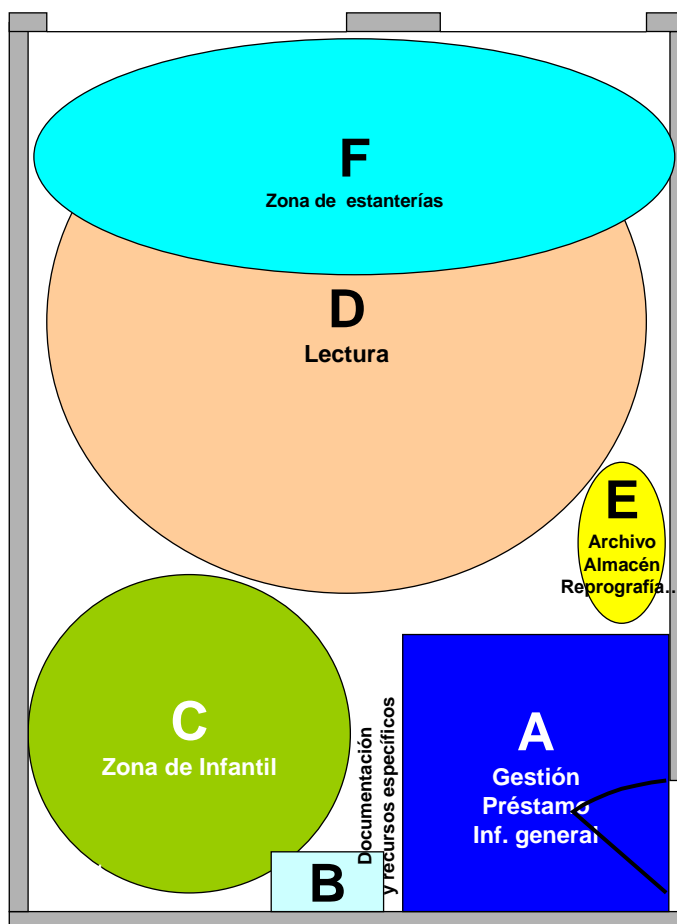 F
Zona de estanterías
D
Lectura
E
Archivo
Almacén
Reprografía...
C
Zona de Infantil
Documentación
y recursos específicos
A
Gestión
Préstamo
Inf. general
B